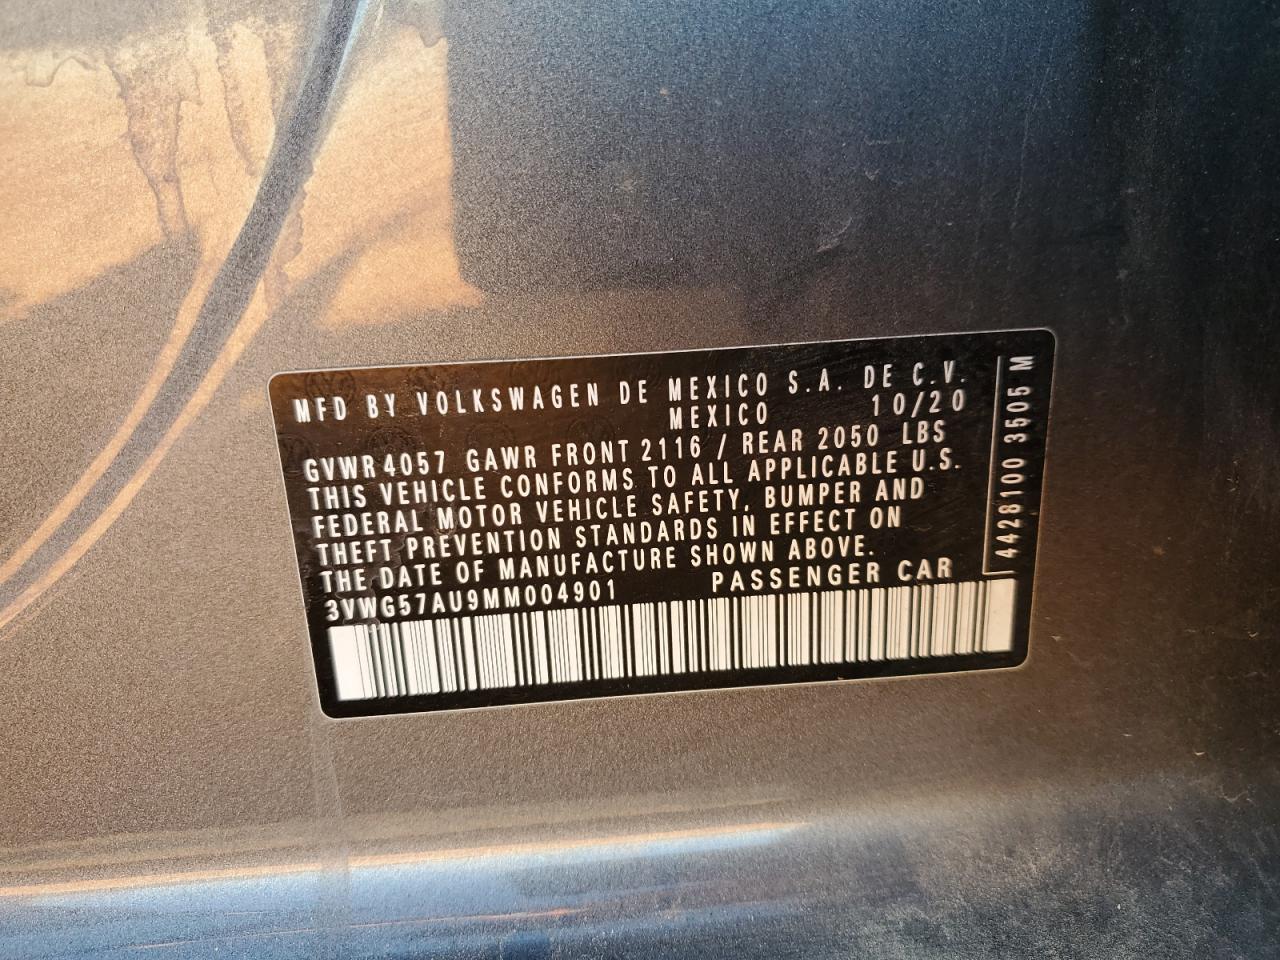 MFD BY VOLKSWAGEN DE MEXICO S.A. DE C.V.
MEXICO 10/20
GVWR 4057 GAWR FRONT 2116 / REAR 2050 LBS
THIS VEHICLE CONFORMS TO ALL APPLICABLE U.S.
FEDERAL MOTOR VEHICLE SAFETY, BUMPER AND
THEFT PREVENTION STANDARDS IN EFFECT ON
THE DATE OF MANUFACTURE SHOWN ABOVE.
3VWG57AU9MM004901 PASSENGER CAR
4428100 3505 M